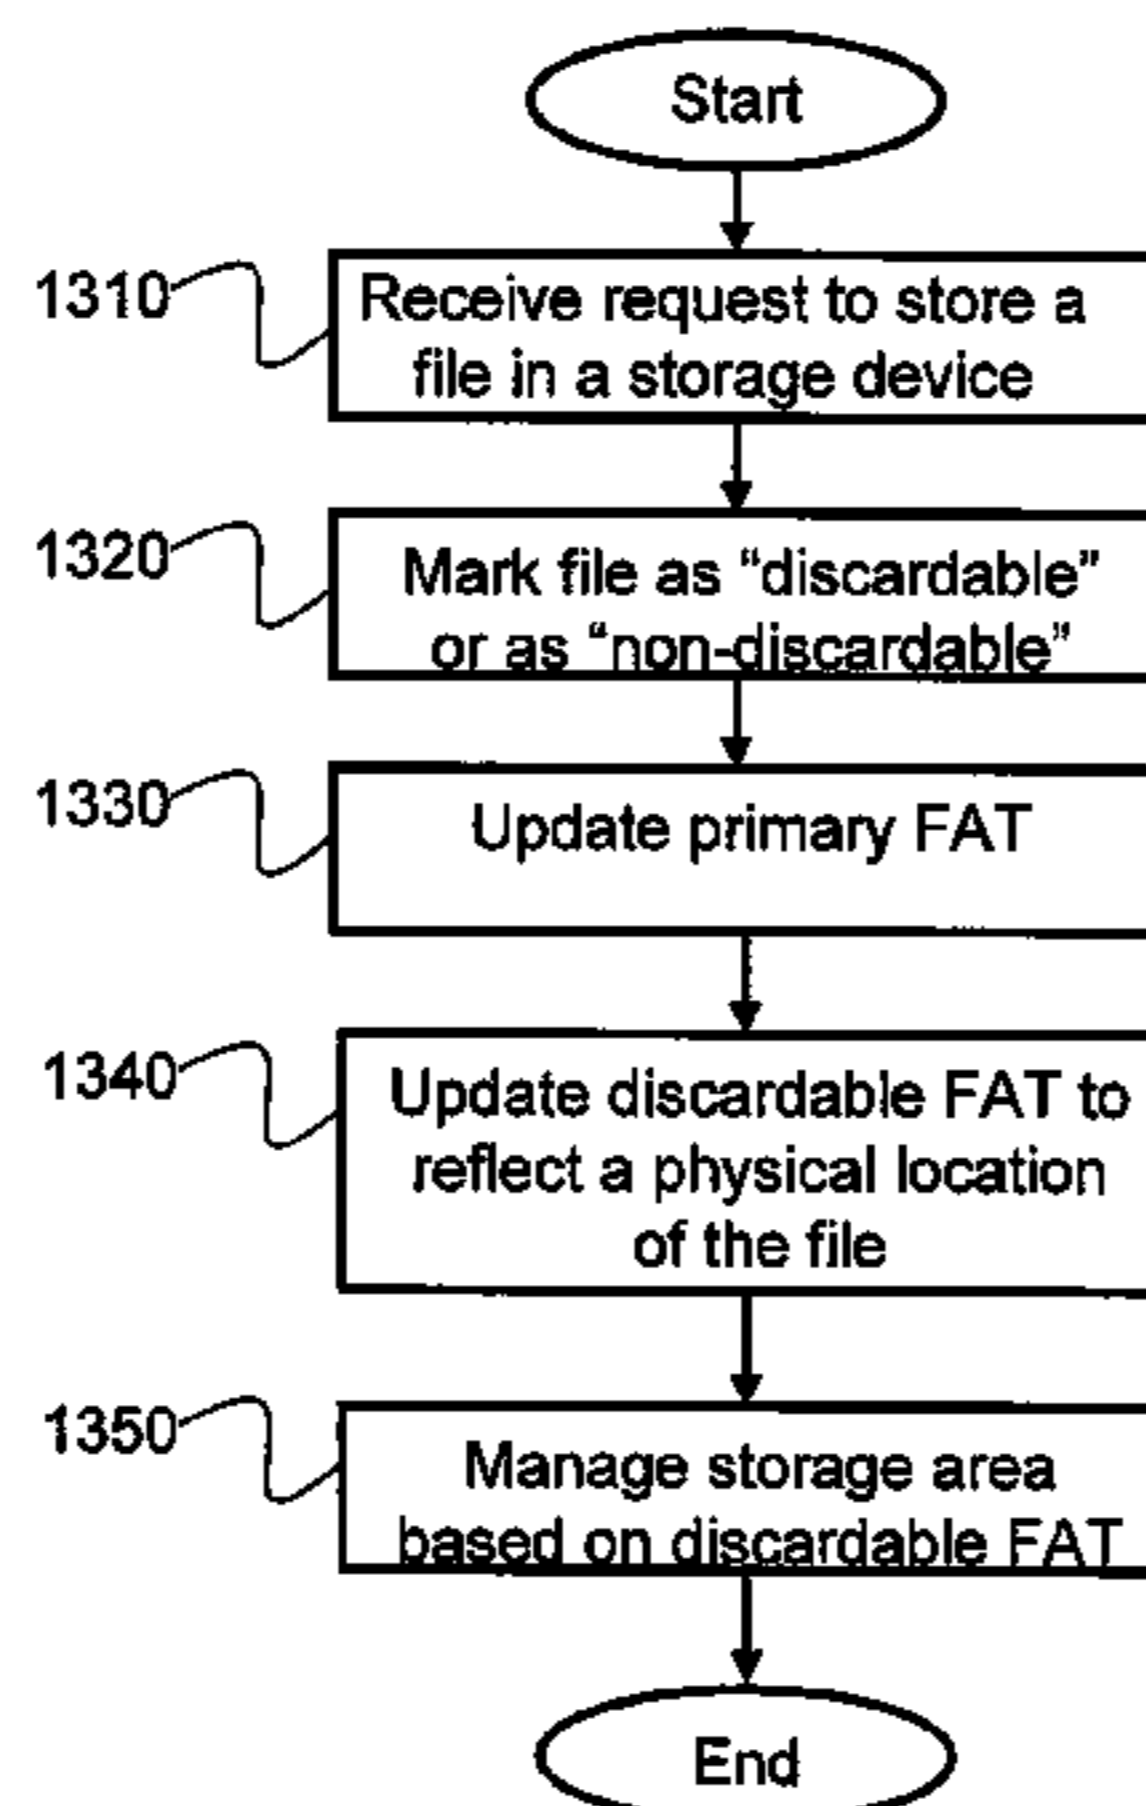 Start
1310
Receive request to store a
file in a storage device
1320
Mark file as “discardable”
or as “non-discardable”
1330
Update primary FAT
1340
Update discardable FAT to
reflect a physical location
of the file
1350
Manage storage area
based on discardable FAT
End